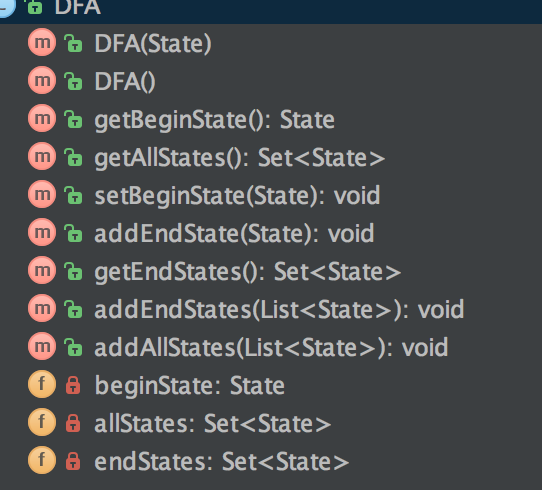 DFA
m DFA(State)
m DFA()
m getBeginState(): State
m getAllStates(): Set<State>
m setBeginState(State): void
m addEndState(State): void
m getEndStates(): Set<State>
m addEndStates(List<State>): void
m addAllStates(List<State>): void
f beginState: State
f allStates: Set<State>
f endStates: Set<State>